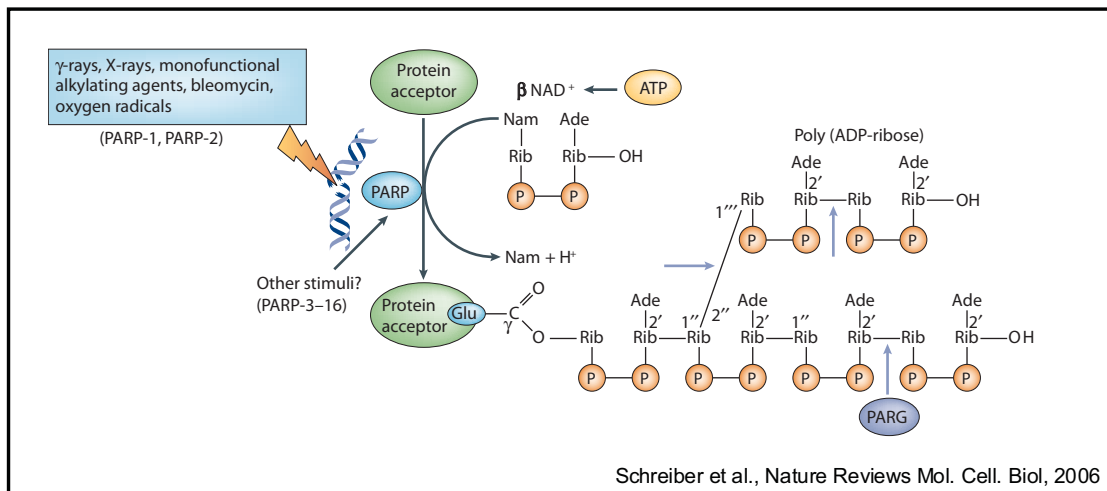 γ-rays, X-rays, monofunctional
alkylating agents, bleomycin,
oxygen radicals
(PARP-1, PARP-2)
Protein
acceptor
β NAD⁺
ATP
Nam
Ade
Rib
Rib
OH
P
P
PARP
Nam + H⁺
Other stimuli?
(PARP-3–16)
Protein
acceptor
Glu
C
γ
O
O
Poly (ADP-ribose)
Ade
Ade
2′
2′
1′′′
Rib
Rib
Rib
Rib
OH
P
P
P
P
Ade
Ade
Ade
Ade
2′
1′′
2′′
2′
1′′
2′
2′
Rib
Rib
Rib
Rib
Rib
Rib
Rib
Rib
OH
P
P
P
P
P
P
P
P
PARG
Schreiber et al., Nature Reviews Mol. Cell. Biol, 2006